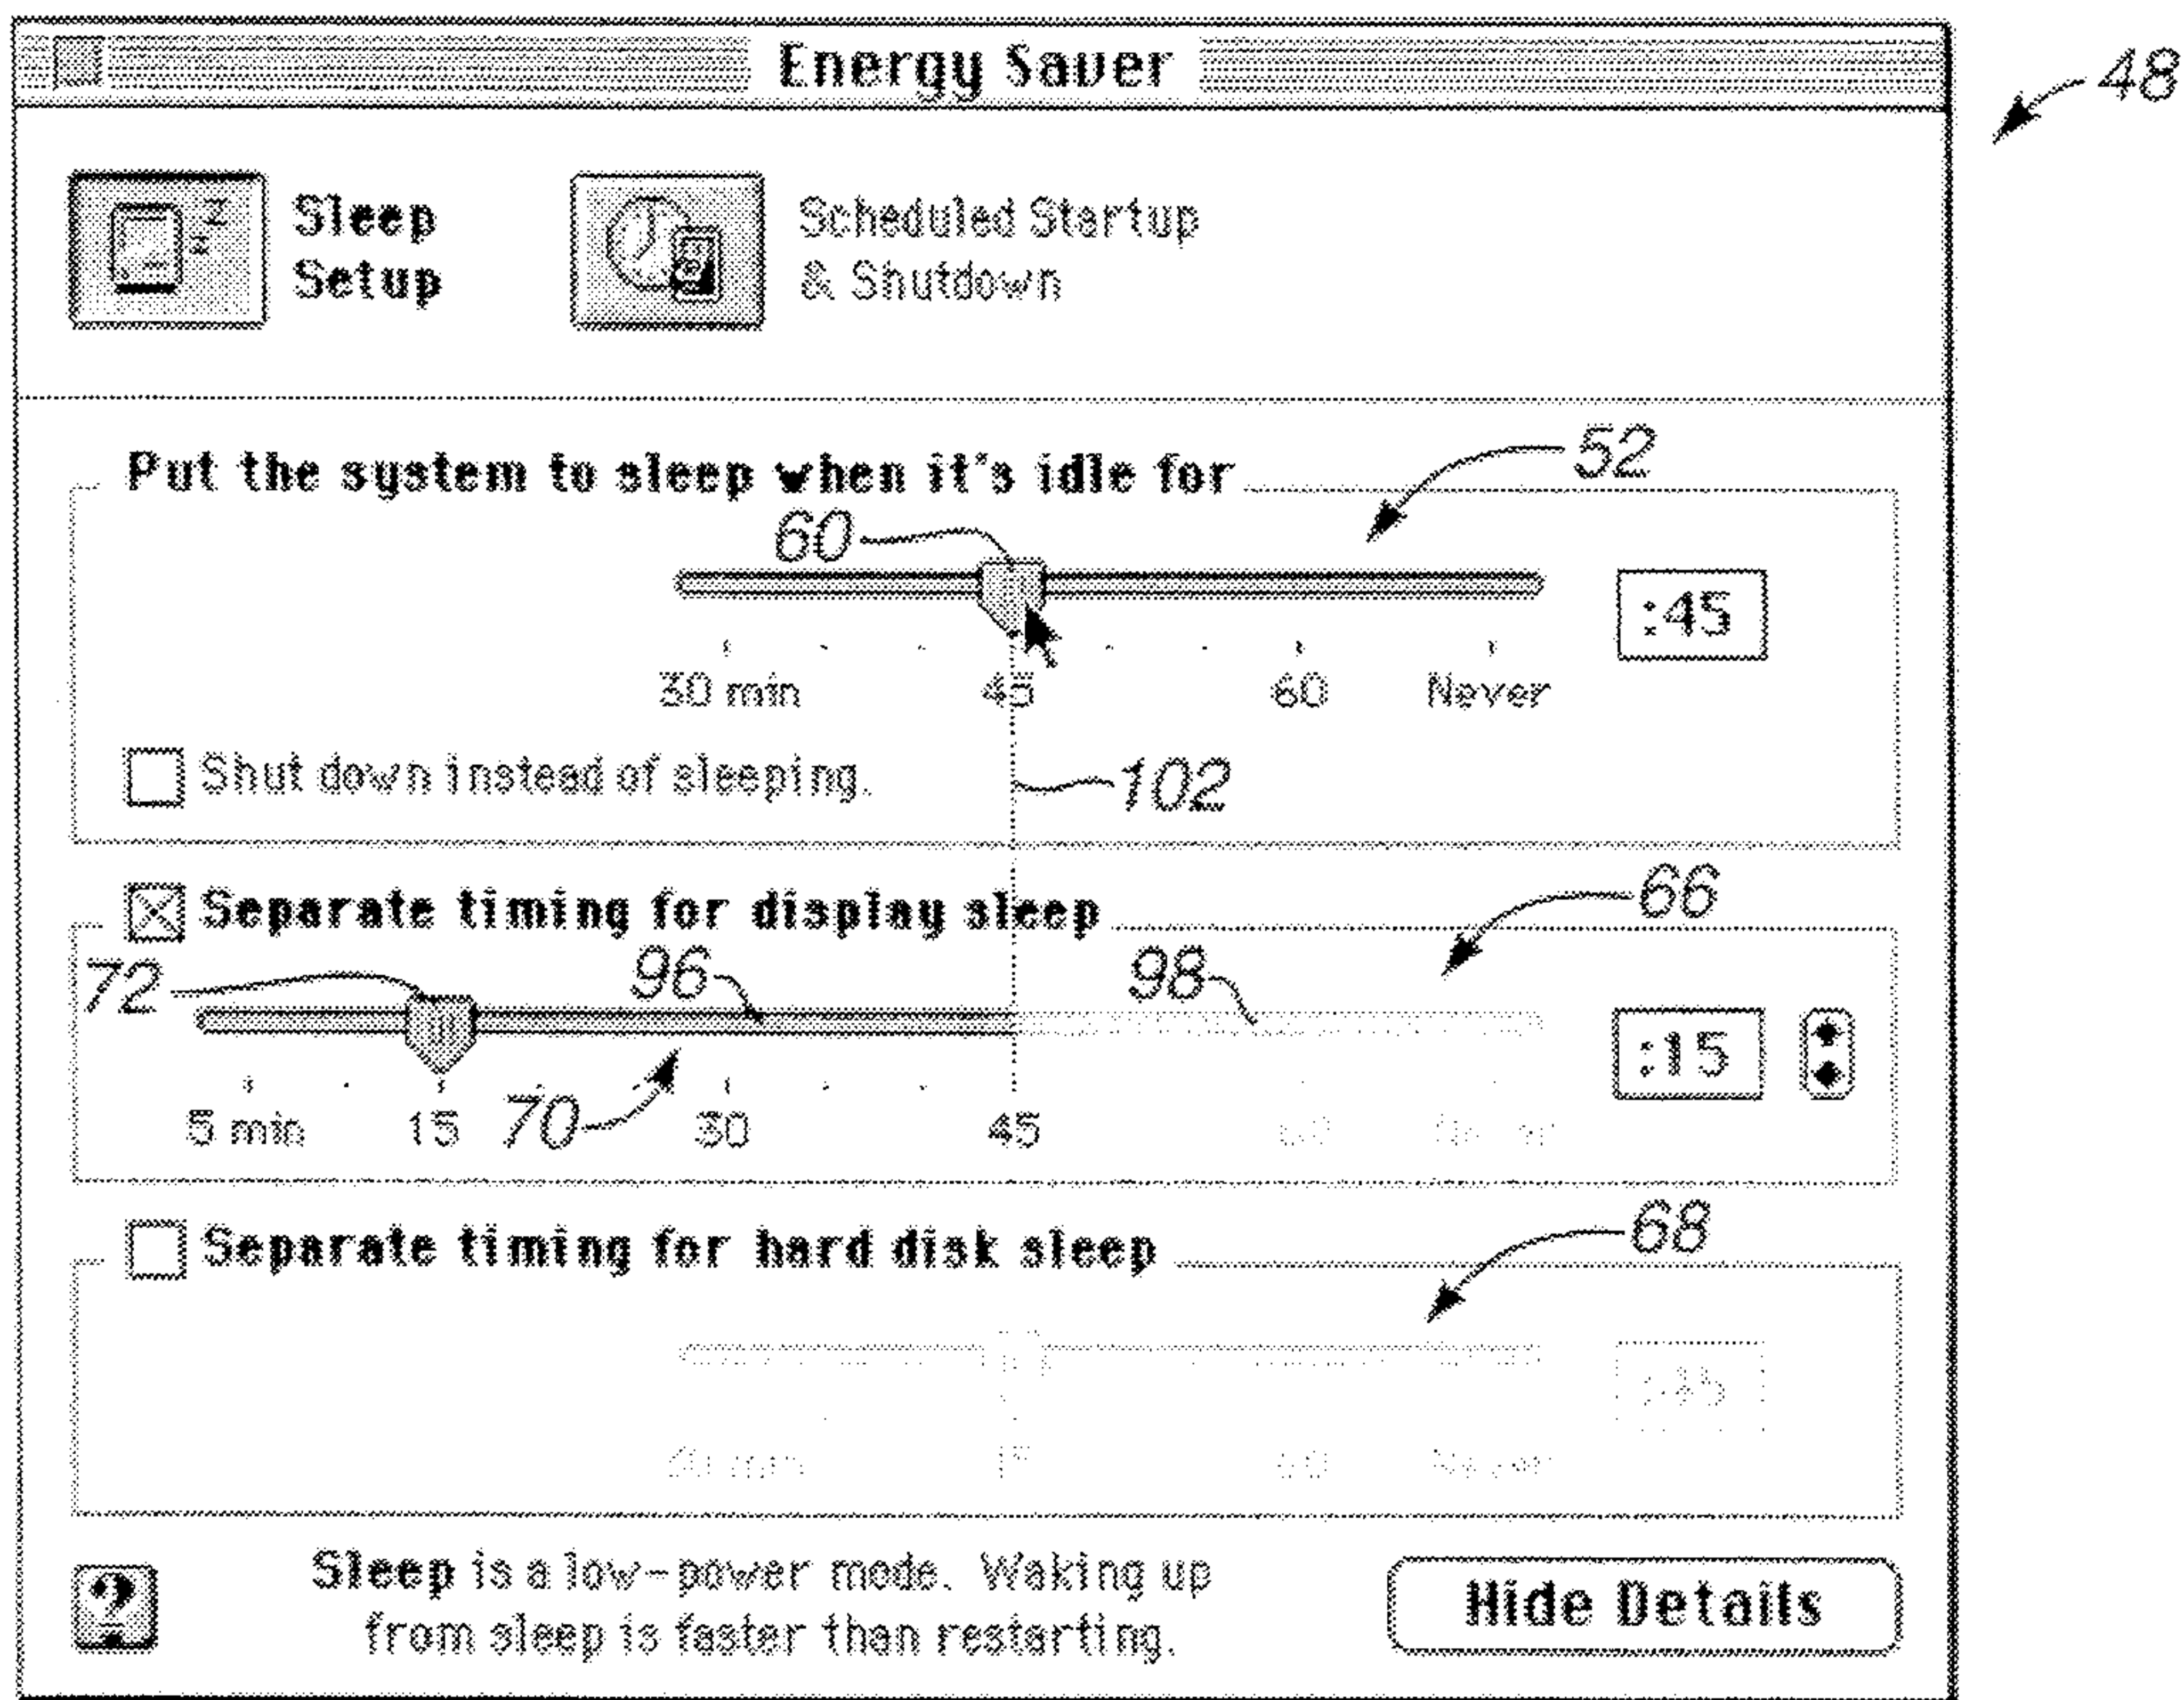 Energy Saver
48
Sleep
Setup
Scheduled Startup
& Shutdown
Put the system to sleep when it's idle for
52
60
:45
30 min 45 60 Never
Shut down instead of sleeping.
102
Separate timing for display sleep
66
72 96 98
:15
5 min 15 70 30 45
Separate timing for hard disk sleep
68
60 Never
?
Sleep is a low-power mode. Waking up
from sleep is faster than restarting.
Hide Details